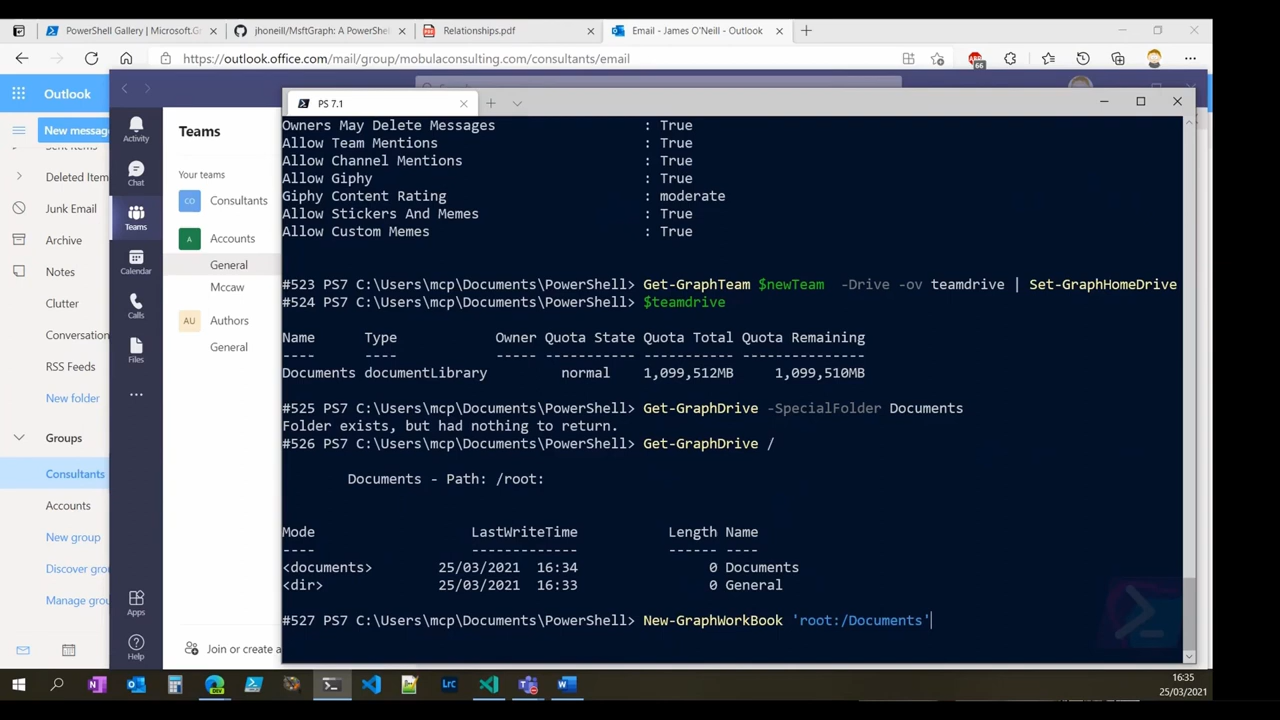 PowerShell Gallery | Microsoft.Gr
jhoneill/MsftGraph: A PowerShel
Relationships.pdf
Email - James O'Neill - Outlook
https://outlook.office.com/mail/group/mobulaconsulting.com/consultants/email
66
Outlook
New messag
Deleted Item
Junk Email
Archive
Notes
Clutter
Conversation
RSS Feeds
New folder
Groups
Consultants
Accounts
New group
Discover grou
Manage grou
Activity
Chat
Teams
Calendar
Calls
Files
Apps
Help
Teams
Your teams
CO Consultants
A Accounts
General
Mccaw
AU Authors
General
Join or create a
PS 7.1
Owners May Delete Messages : True
Allow Team Mentions : True
Allow Channel Mentions : True
Allow Giphy : True
Giphy Content Rating : moderate
Allow Stickers And Memes : True
Allow Custom Memes : True
#523 PS7 C:\Users\mcp\Documents\PowerShell> Get-GraphTeam $newTeam -Drive -ov teamdrive | Set-GraphHomeDrive
#524 PS7 C:\Users\mcp\Documents\PowerShell> $teamdrive
Name Type Owner Quota State Quota Total Quota Remaining
---- ---- ----- ----------- ----------- ---------------
Documents documentLibrary normal 1,099,512MB 1,099,510MB
#525 PS7 C:\Users\mcp\Documents\PowerShell> Get-GraphDrive -SpecialFolder Documents
Folder exists, but had nothing to return.
#526 PS7 C:\Users\mcp\Documents\PowerShell> Get-GraphDrive /
Documents - Path: /root:
Mode LastWriteTime Length Name
---- ------------- ------ ----
<documents> 25/03/2021 16:34 0 Documents
<dir> 25/03/2021 16:33 0 General
#527 PS7 C:\Users\mcp\Documents\PowerShell> New-GraphWorkBook 'root:/Documents'
DEV
LrC
16:35
25/03/2021